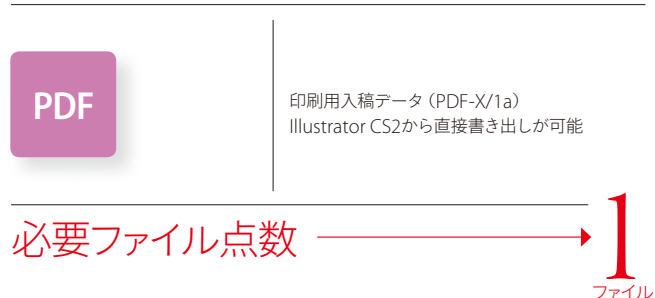 PDF
印刷用入稿データ（PDF-X/1a）
Illustrator CS2から直接書き出しが可能
必要ファイル点数
1
ファイル